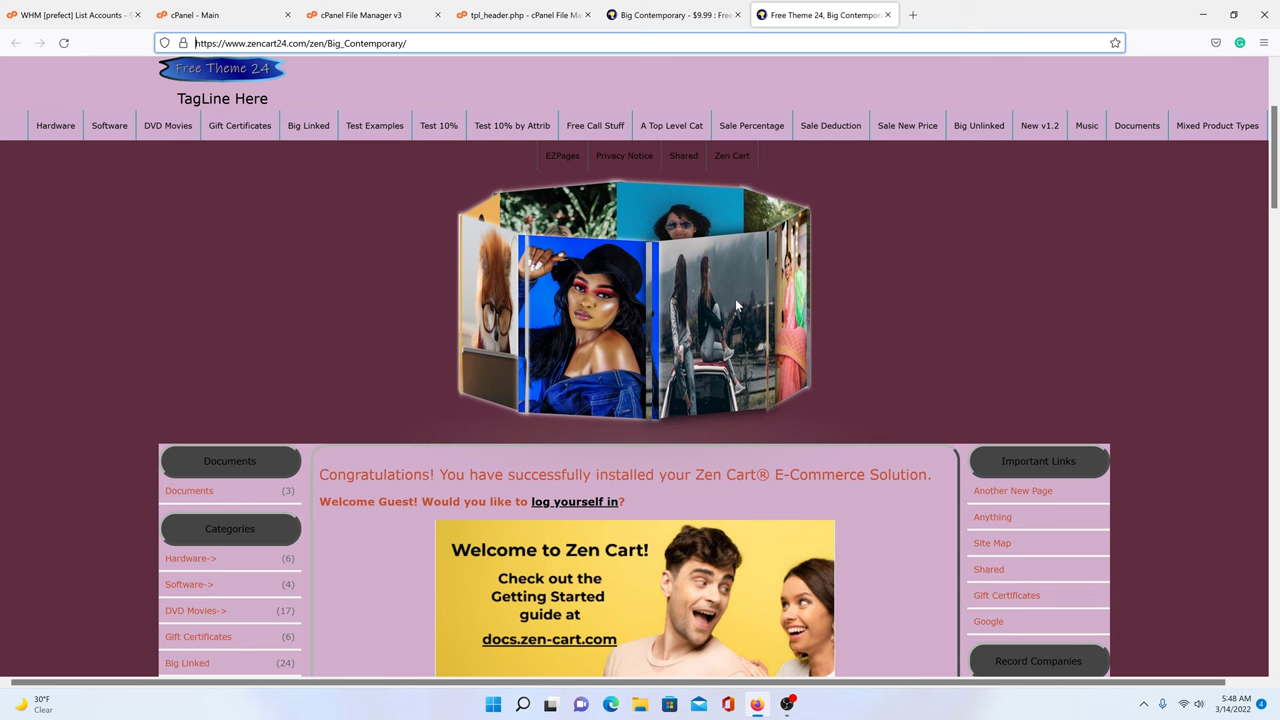 WHM [prefect] List Accounts - 9
cPanel - Main
cPanel File Manager v3
tpl_header.php - cPanel File Ma
Big Contemporary - $9.99 : Free
Free Theme 24, Big Contempora
https://www.zencart24.com/zen/Big_Contemporary/
Free Theme 24
TagLine Here
Hardware Software DVD Movies Gift Certificates Big Linked Test Examples Test 10% Test 10% by Attrib Free Call Stuff A Top Level Cat Sale Percentage Sale Deduction Sale New Price Big Unlinked New v1.2 Music Documents Mixed Product Types
EZPages Privacy Notice Shared Zen Cart
Documents
Documents (3)
Categories
Hardware-> (6)
Software-> (4)
DVD Movies-> (17)
Gift Certificates (6)
Big Linked (24)
Congratulations! You have successfully installed your Zen Cart® E-Commerce Solution.
Welcome Guest! Would you like to log yourself in?
Welcome to Zen Cart!
Check out the
Getting Started
guide at
docs.zen-cart.com
Important Links
Another New Page
Anything
Site Map
Shared
Gift Certificates
Google
Record Companies
30°F
Clear
5:48 AM
3/14/2022